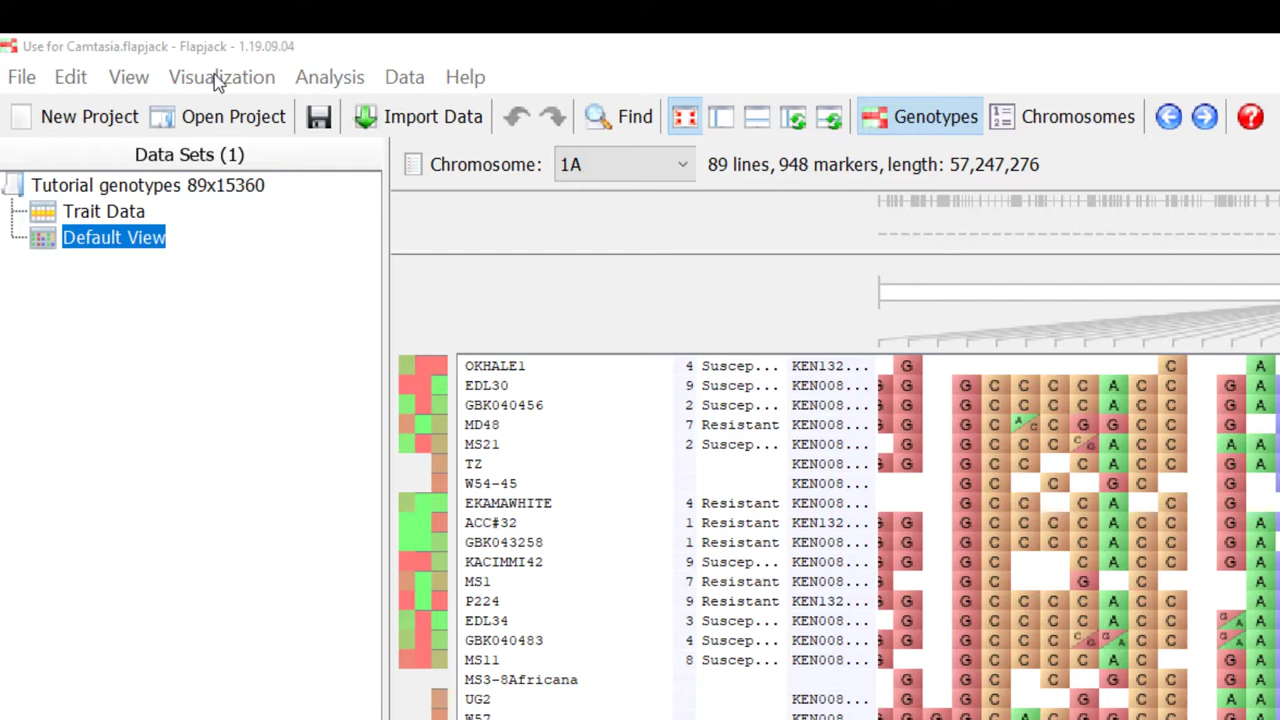 Use for Camtasia.flapjack - Flapjack - 1.19.09.04
File Edit View Visualization Analysis Data Help
New Project Open Project Import Data Find Genotypes Chromosomes
Data Sets (1)
Tutorial genotypes 89x15360
Trait Data
Default View
Chromosome: 1A 89 lines, 948 markers, length: 57,247,276
OKHALE1 4 Suscep... KEN132... G C A
EDL30 9 Suscep... KEN008... G G C C C C A C C G A
GBK040456 2 Suscep... KEN008... G G C C C C A C C G A
MD48 7 Resistant KEN008... G G C A C C G G C C G A
MS21 2 Suscep... KEN008... G G C C C C G A C C A A
TZ KEN008... G G C C C A C C G A
W54-45 KEN008... G C C G C G
EKAMAWHITE 4 Resistant KEN008... G C C C A C G
ACC#32 1 Resistant KEN132... G G C C C C A C C G A
GBK043258 1 Resistant KEN008... G G C C C C A C C G A
KACIMMI42 9 Suscep... KEN008... G G C C A C C G A
MS1 7 Resistant KEN008... G C G C A
P224 9 Resistant KEN132... G G C C C C A C C A
EDL34 3 Suscep... KEN008... G G C C C C A C C G A A
GBK040483 4 Suscep... KEN008... G G C C C C G G A C C G A A
MS11 8 Suscep... KEN008... G C C C C A C G A
MS3-8Africana G G C C G C C G A
UG2 KEN008... G G C G C C A A
W57 KEN008...